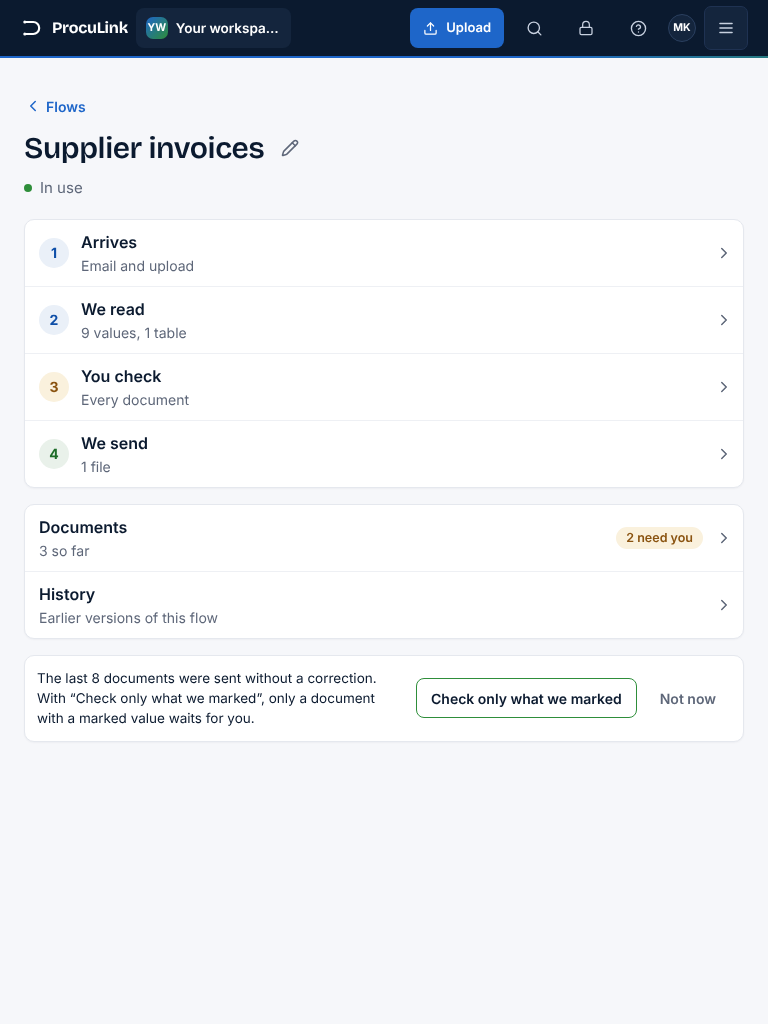 ProcuLink
YW
Your workspa...
Upload
MK
Flows
Supplier invoices
In use
1
Arrives
Email and upload
2
We read
9 values, 1 table
3
You check
Every document
4
We send
1 file
Documents
3 so far
2 need you
History
Earlier versions of this flow
The last 8 documents were sent without a correction.
With “Check only what we marked”, only a document
with a marked value waits for you.
Check only what we marked
Not now